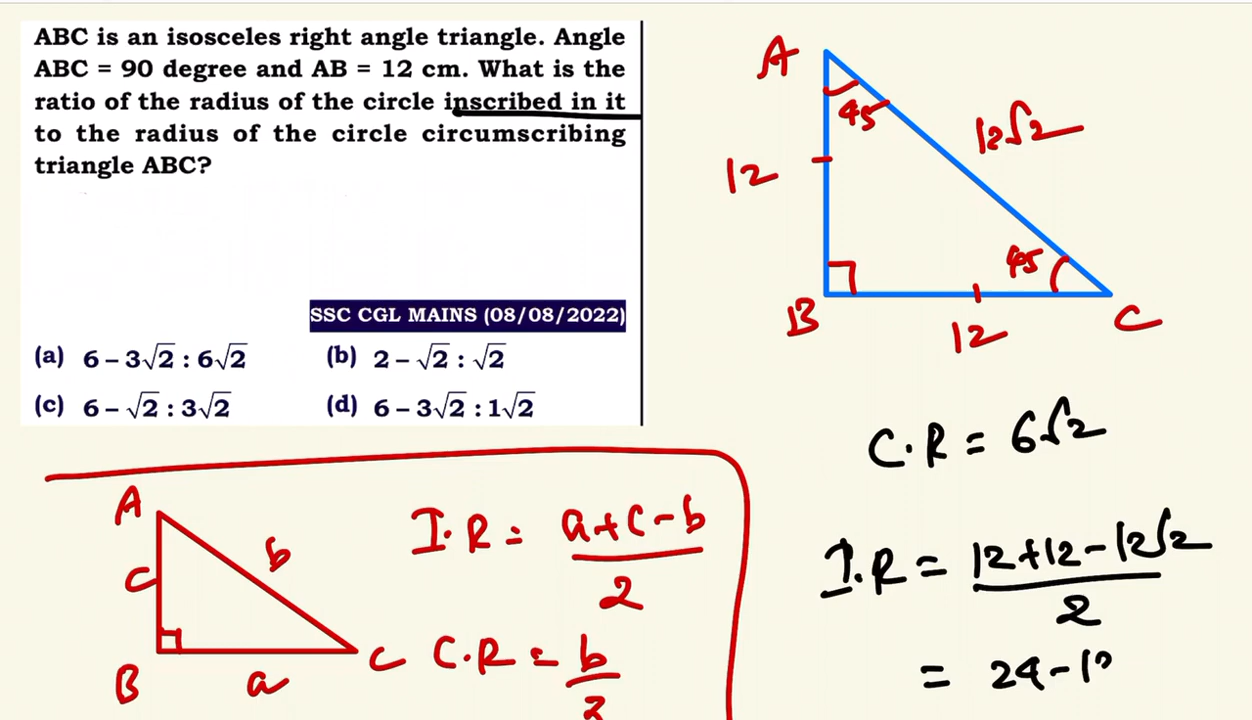 ABC is an isosceles right angle triangle. Angle
ABC = 90 degree and AB = 12 cm. What is the
ratio of the radius of the circle inscribed in it
to the radius of the circle circumscribing
triangle ABC?
SSC CGL MAINS (08/08/2022)
(a) 6 – 3√2 : 6√2 (b) 2 – √2 : √2
(c) 6 – √2 : 3√2 (d) 6 – 3√2 : 1√2
A
45
12√2
12
45
B
12
C
C.R = 6√2
I.R = 12+12-12√2
2
= 24-12
A
b
c
B
a
C
I.R = a+c-b
2
C.R = b
2